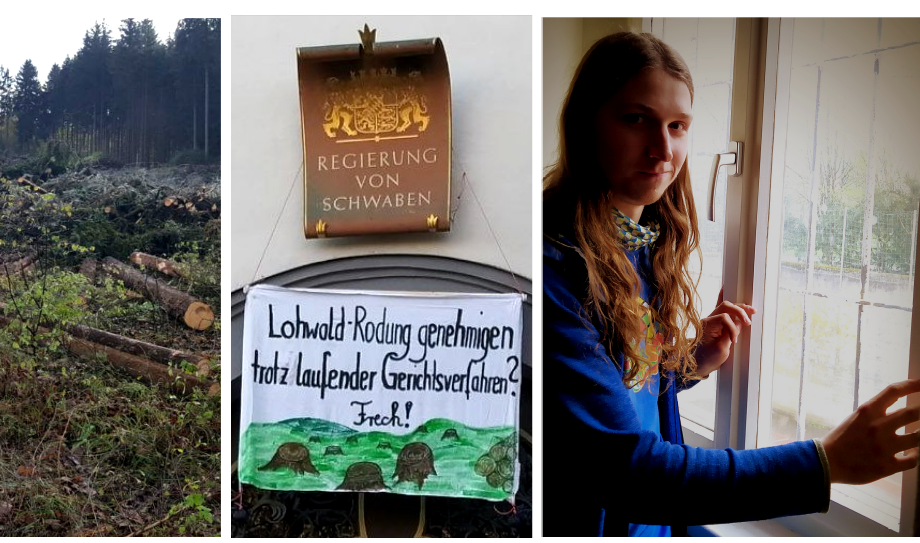 REGIERUNG
VON
SCHWABEN
Lohwald-Rodung genehmigen
trotz laufender Gerichtsverfahren?
Frech!